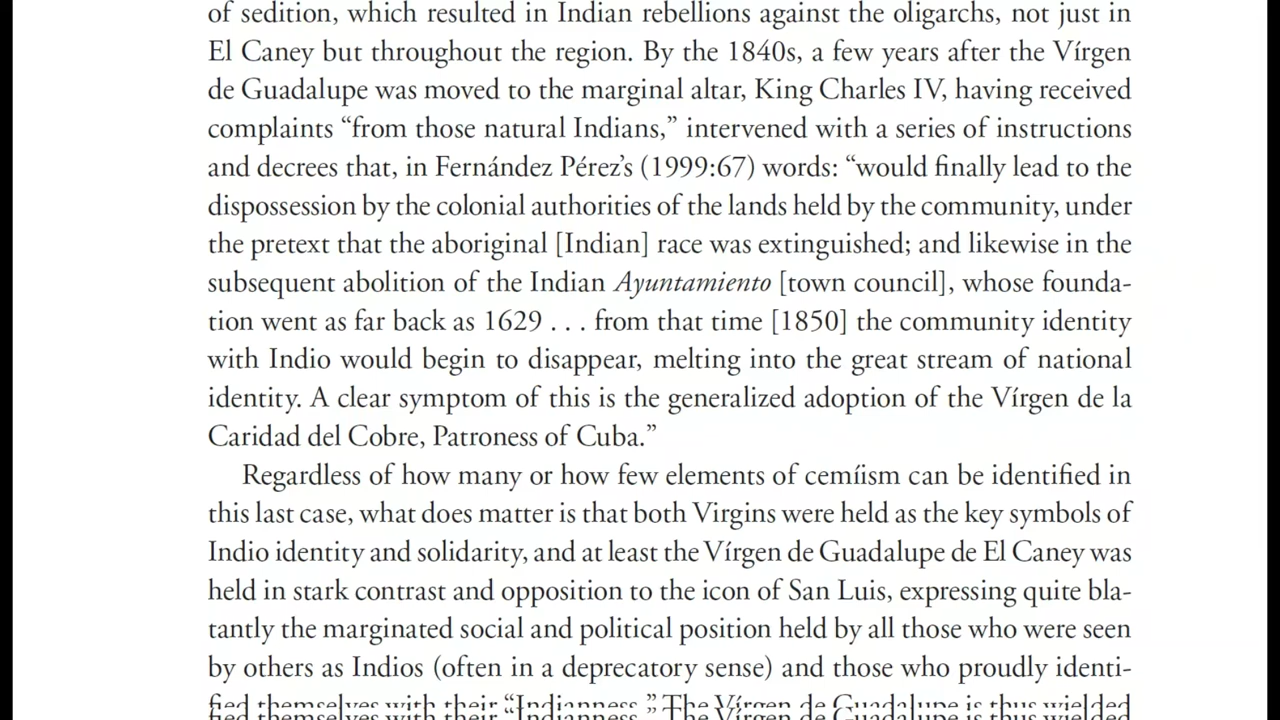 of sedition, which resulted in Indian rebellions against the oligarchs, not just in
El Caney but throughout the region. By the 1840s, a few years after the Vírgen
de Guadalupe was moved to the marginal altar, King Charles IV, having received
complaints “from those natural Indians,” intervened with a series of instructions
and decrees that, in Fernández Pérez’s (1999:67) words: “would finally lead to the
dispossession by the colonial authorities of the lands held by the community, under
the pretext that the aboriginal [Indian] race was extinguished; and likewise in the
subsequent abolition of the Indian Ayuntamiento [town council], whose founda-
tion went as far back as 1629 . . . from that time [1850] the community identity
with Indio would begin to disappear, melting into the great stream of national
identity. A clear symptom of this is the generalized adoption of the Vírgen de la
Caridad del Cobre, Patroness of Cuba.”
Regardless of how many or how few elements of cemíism can be identified in
this last case, what does matter is that both Virgins were held as the key symbols of
Indio identity and solidarity, and at least the Vírgen de Guadalupe de El Caney was
held in stark contrast and opposition to the icon of San Luis, expressing quite bla-
tantly the marginated social and political position held by all those who were seen
by others as Indios (often in a deprecatory sense) and those who proudly identi-
fied themselves with their “Indianness.” The Vírgen de Guadalupe is thus wielded